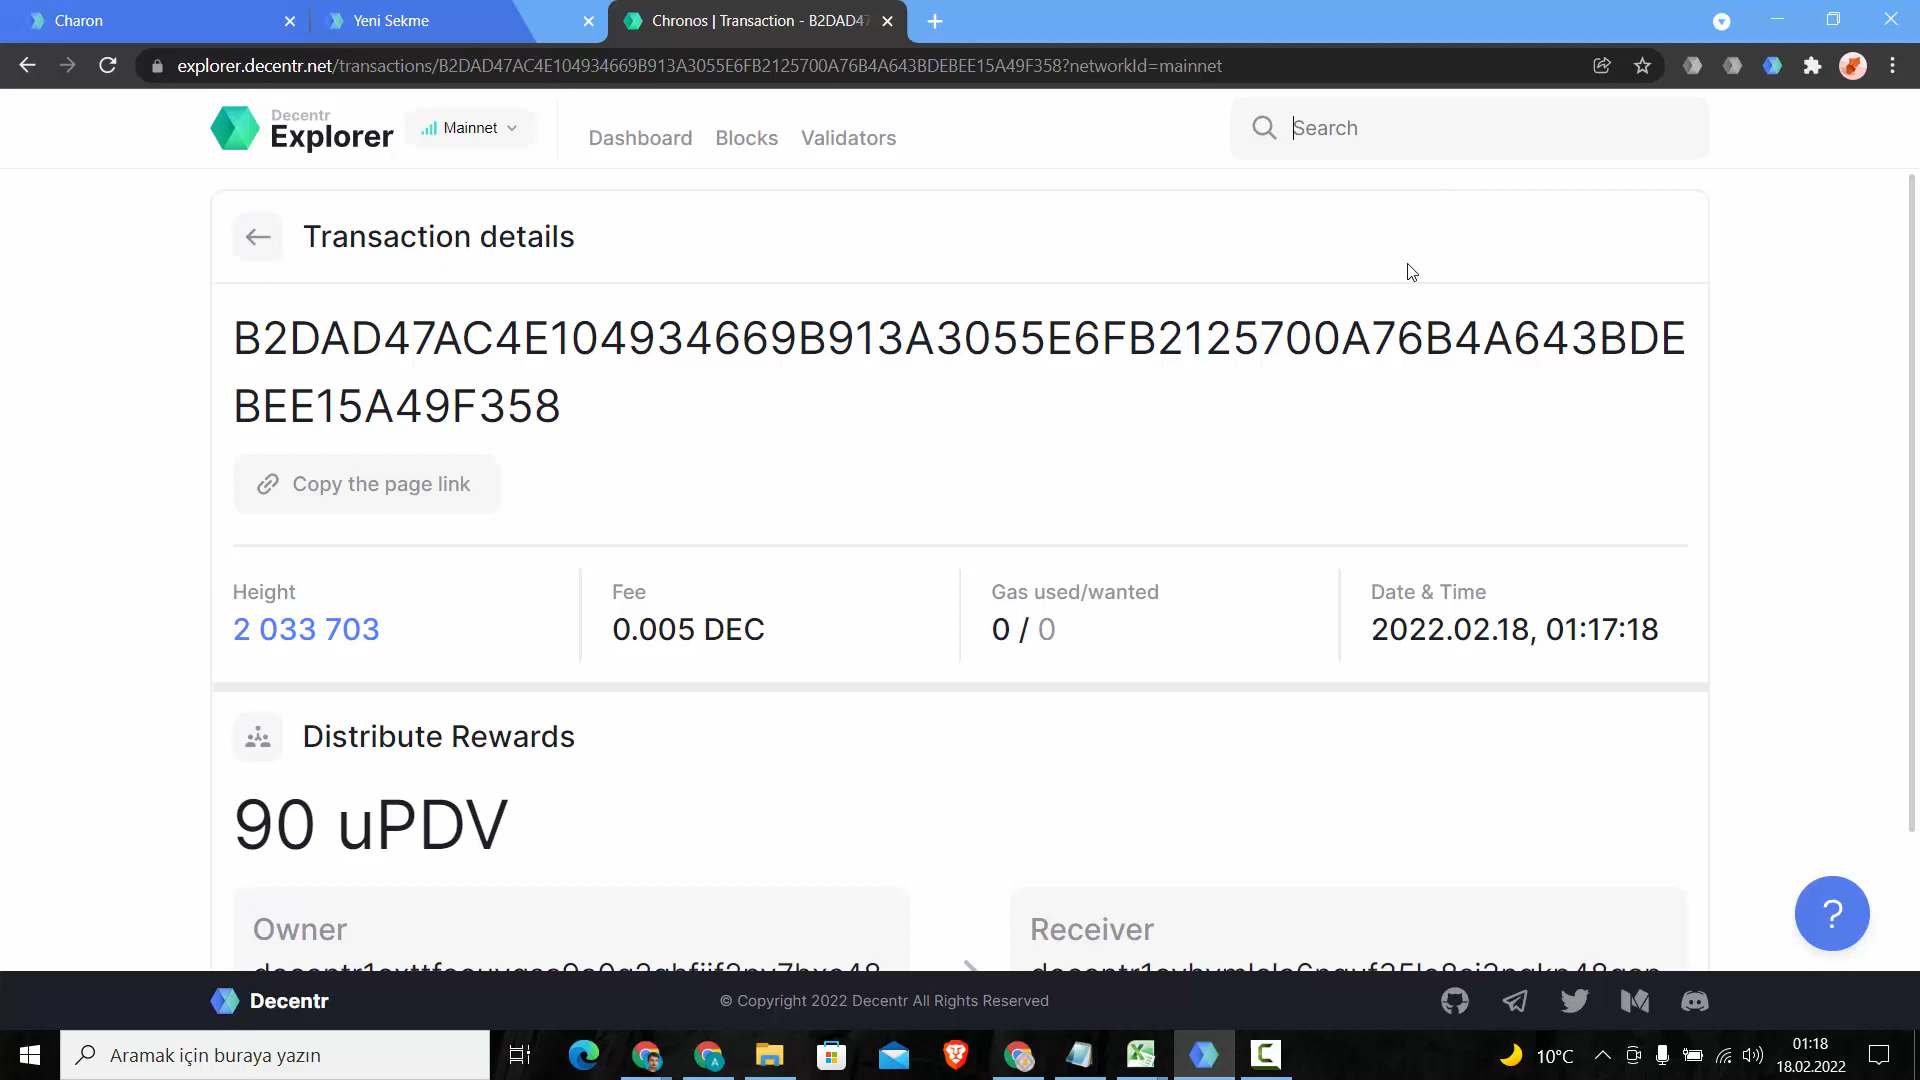 Charon
Yeni Sekme
Chronos | Transaction - B2DAD47
explorer.decentr.net/transactions/B2DAD47AC4E104934669B913A3055E6FB2125700A76B4A643BDEBEE15A49F358?networkId=mainnet
Decentr
Explorer
Mainnet
Dashboard
Blocks
Validators
Search
Transaction details
B2DAD47AC4E104934669B913A3055E6FB2125700A76B4A643BDE
BEE15A49F358
Copy the page link
Height
2 033 703
Fee
0.005 DEC
Gas used/wanted
0 / 0
Date & Time
2022.02.18, 01:17:18
Distribute Rewards
90 uPDV
Owner
Receiver
?
Decentr
© Copyright 2022 Decentr All Rights Reserved
Aramak için buraya yazın
10°C
01:18
18.02.2022